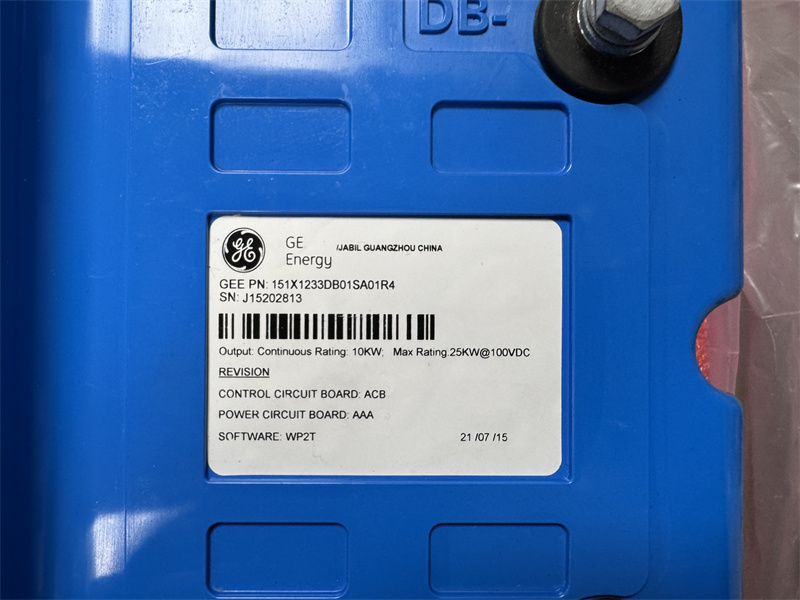 DB-
GE
Energy
/JABIL GUANGZHOU CHINA
GEE PN: 151X1233DB01SA01R4
SN: J15202813
Output: Continuous Rating: 10KW; Max Rating:25KW@100VDC
REVISION
CONTROL CIRCUIT BOARD: ACB
POWER CIRCUIT BOARD: AAA
SOFTWARE: WP2T 21 /07 /15